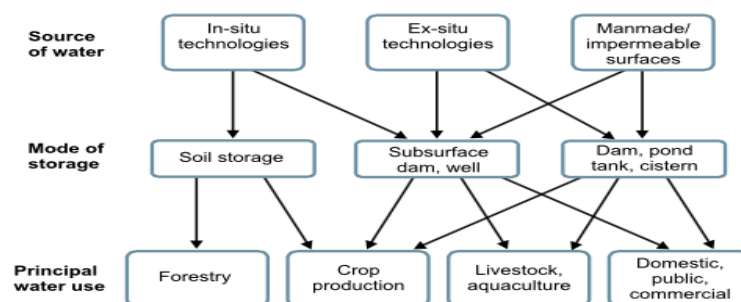 Source
of water
In-situ
technologies
Ex-situ
technologies
Manmade/
impermeable
surfaces
Mode of
storage
Soil storage
Subsurface
dam, well
Dam, pond
tank, cistern
Principal
water use
Forestry
Crop
production
Livestock,
aquaculture
Domestic,
public,
commercial